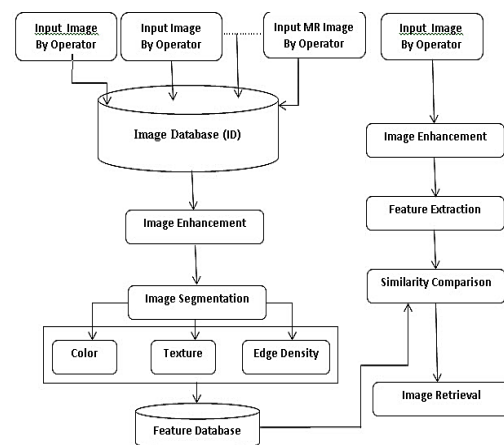 Input Image
By Operator
Input Image
By Operator
Input MR Image
By Operator
Input Image
By Operator
Image Database (ID)
Image Enhancement
Image Segmentation
Color
Texture
Edge Density
Feature Database
Image Enhancement
Feature Extraction
Similarity Comparison
Image Retrieval